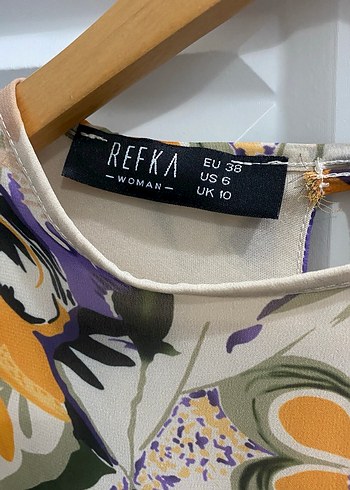 REFKA
WOMAN
EU 38
US 6
UK 10